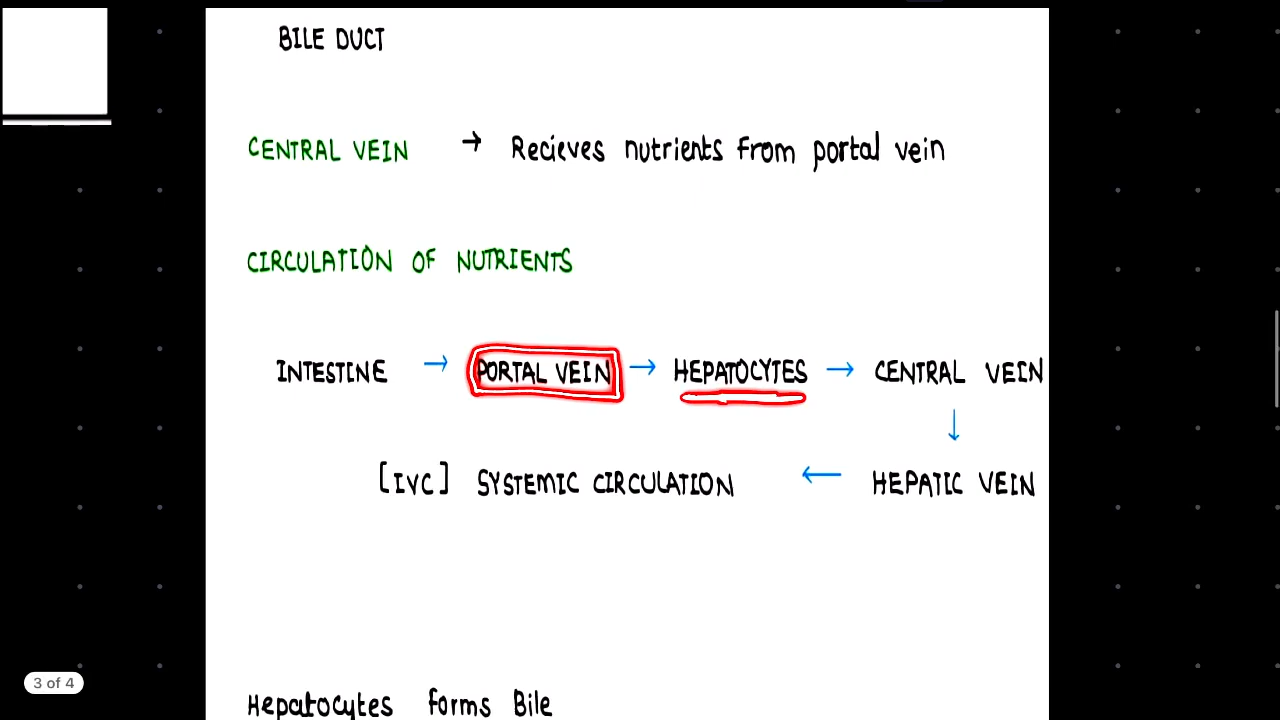 BILE DUCT
CENTRAL VEIN → Recieves nutrients from portal vein
CIRCULATION OF NUTRIENTS
INTESTINE → PORTAL VEIN → HEPATOCYTES → CENTRAL VEIN
↓
[IVC] SYSTEMIC CIRCULATION ← HEPATIC VEIN
3 of 4
Hepatocytes forms Bile